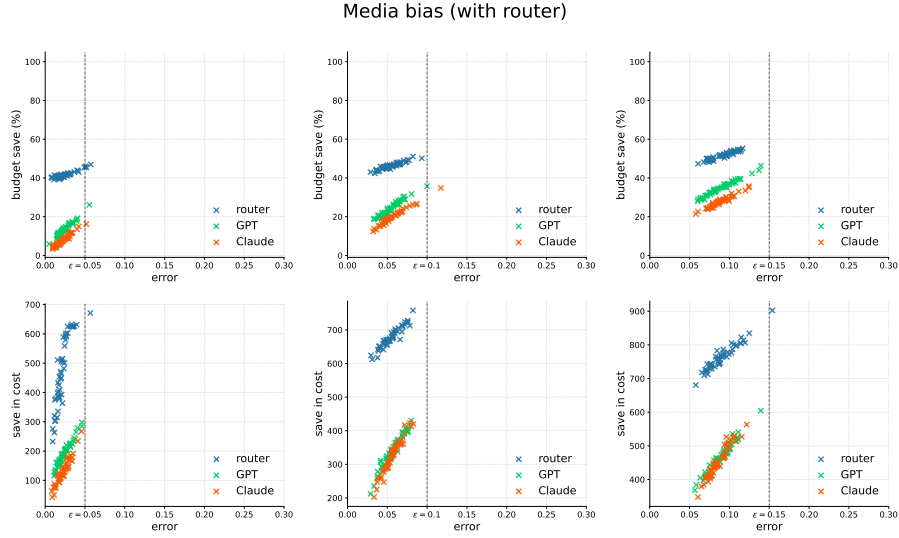 Media bias (with router)
budget save (%)
100
80
60
40
20
0
router
GPT
Claude
0.00
ε = 0.05
0.10
0.15
0.20
0.25
0.30
error
budget save (%)
100
80
60
40
20
0
router
GPT
Claude
0.00
0.05
ε = 0.1
0.15
0.20
0.25
0.30
error
budget save (%)
100
80
60
40
20
0
router
GPT
Claude
0.00
0.05
0.10
ε = 0.15
0.20
0.25
0.30
error
save in cost
700
600
500
400
300
200
100
router
GPT
Claude
0.00
ε = 0.05
0.10
0.15
0.20
0.25
0.30
error
save in cost
700
600
500
400
300
200
router
GPT
Claude
0.00
0.05
ε = 0.1
0.15
0.20
0.25
0.30
error
save in cost
900
800
700
600
500
400
router
GPT
Claude
0.00
0.05
0.10
ε = 0.15
0.20
0.25
0.30
error